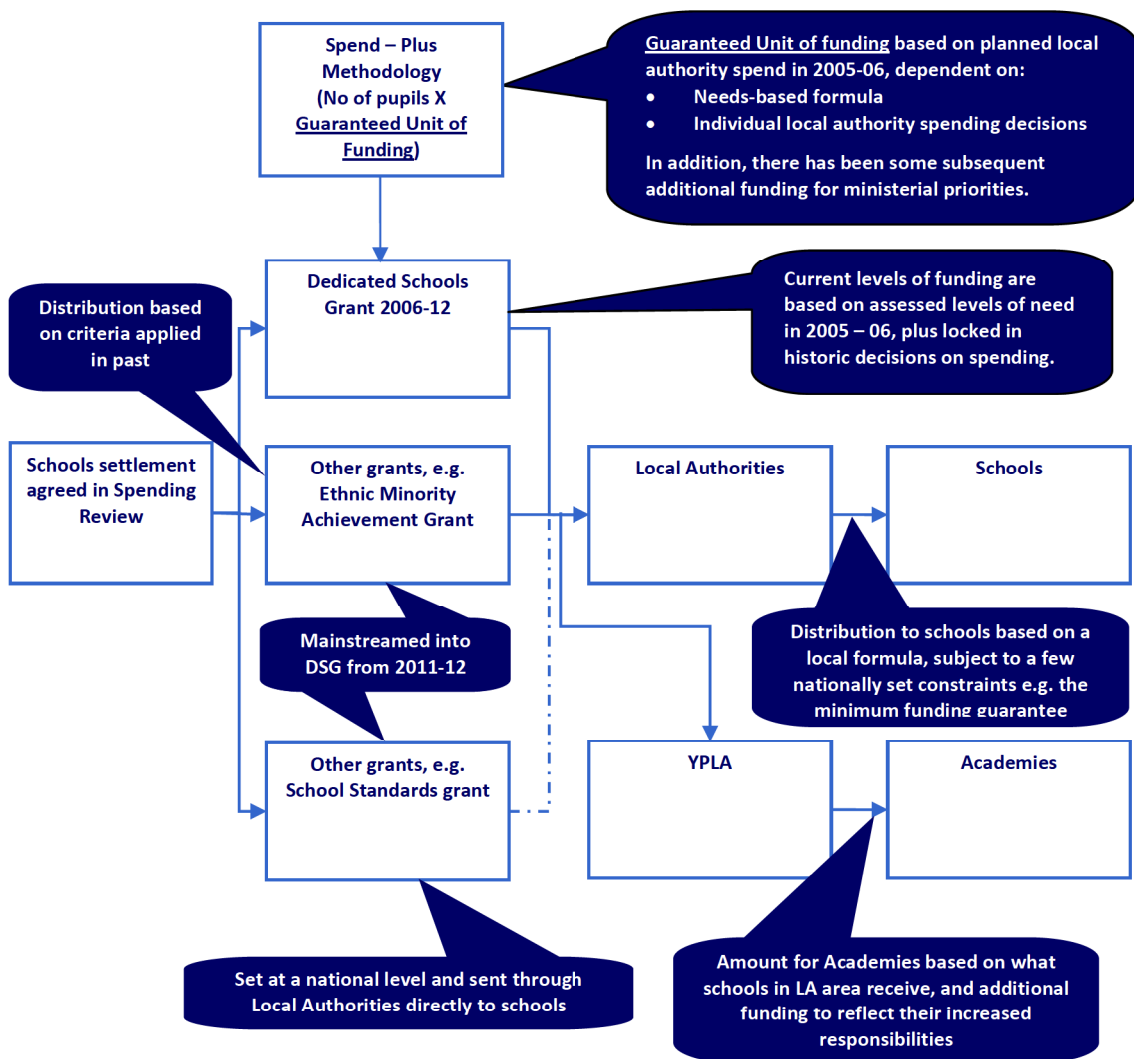 Spend – Plus
Methodology
(No of pupils X
Guaranteed Unit of
Funding)
Guaranteed Unit of funding based on planned local
authority spend in 2005-06, dependent on:
• Needs-based formula
• Individual local authority spending decisions
In addition, there has been some subsequent
additional funding for ministerial priorities.
Dedicated Schools
Grant 2006-12
Current levels of funding are
based on assessed levels of need
in 2005 – 06, plus locked in
historic decisions on spending.
Distribution based
on criteria applied
in past
Schools settlement
agreed in Spending
Review
Other grants, e.g.
Ethnic Minority
Achievement Grant
Local Authorities
Schools
Mainstreamed into
DSG from 2011-12
Distribution to schools based on a
local formula, subject to a few
nationally set constraints e.g. the
minimum funding guarantee
Other grants, e.g.
School Standards grant
YPLA
Academies
Set at a national level and sent through
Local Authorities directly to schools
Amount for Academies based on what
schools in LA area receive, and additional
funding to reflect their increased
responsibilities